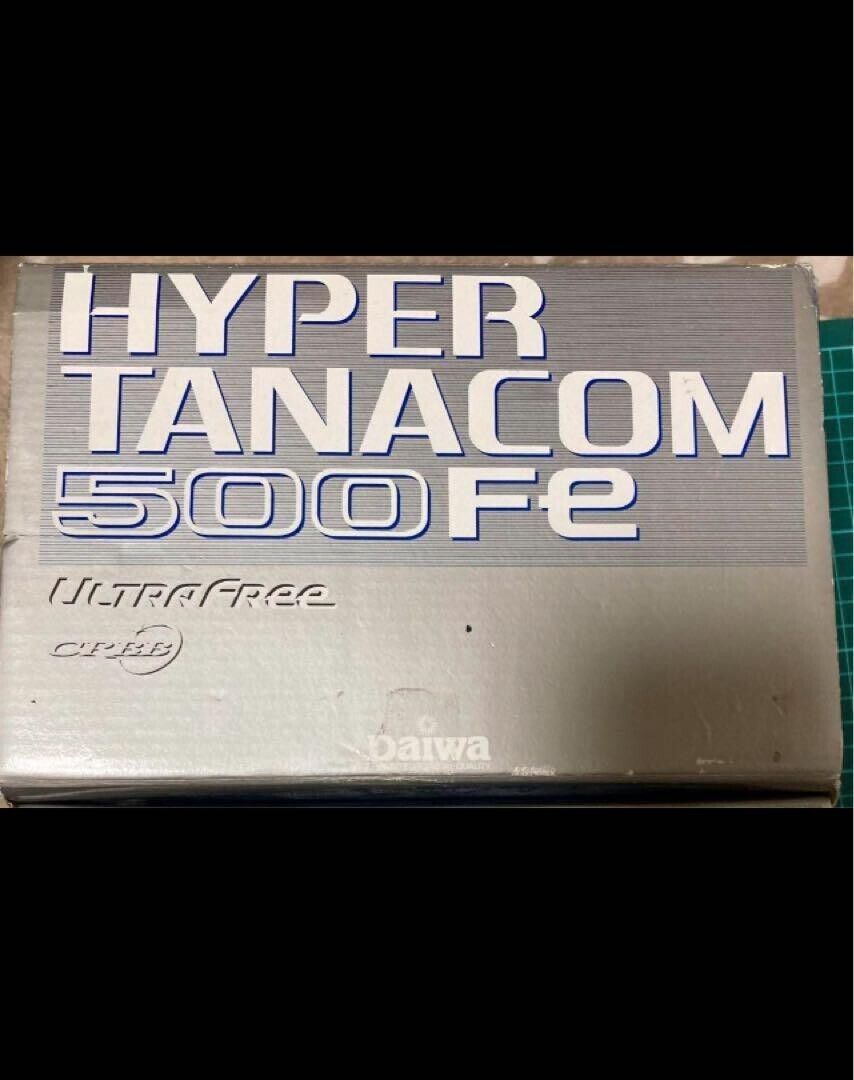 HYPER
TANACOM
500Fe
ULTRAFREE
CRBB
Daiwa